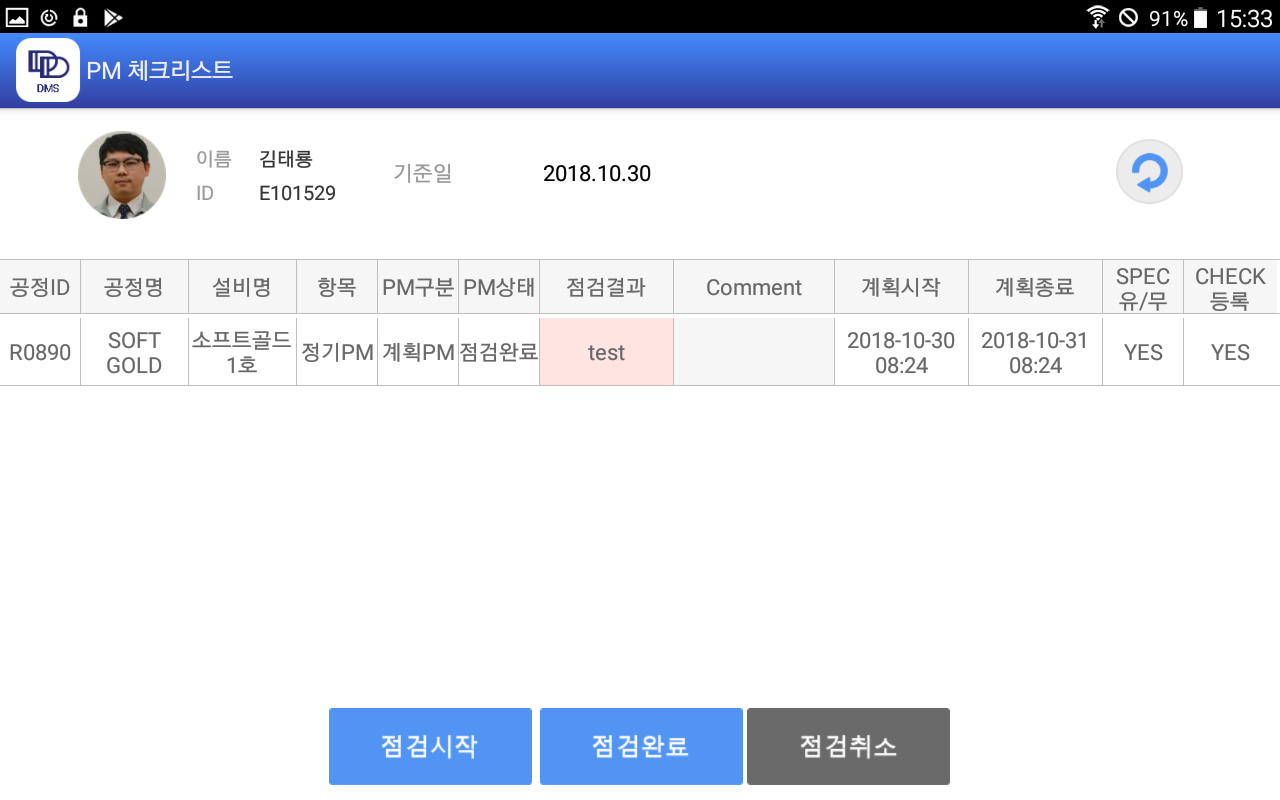 91% 15:33
DIMS
PM 체크리스트
이름 김태룡
ID E101529
기준일 2018.10.30
공정ID 공정명 설비명 항목 PM구분 PM상태 점검결과 Comment 계획시작 계획종료 SPEC 유/무 CHECK 등록
R0890 SOFT GOLD 소프트골드 1호 정기PM 계획PM 점검완료 test 2018-10-30 08:24 2018-10-31 08:24 YES YES
점검시작 점검완료 점검취소